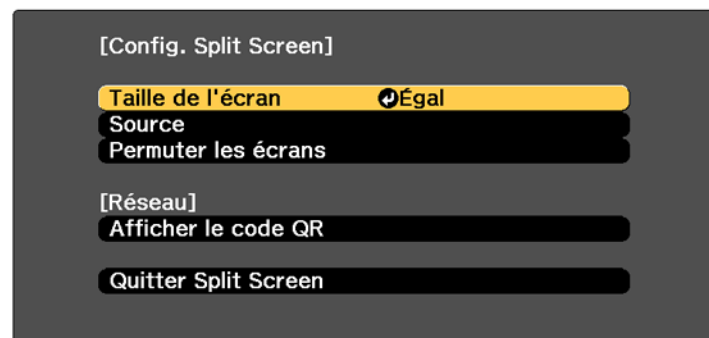 [Config. Split Screen]
Taille de l'écran Égal
Source
Permuter les écrans
[Réseau]
Afficher le code QR
Quitter Split Screen